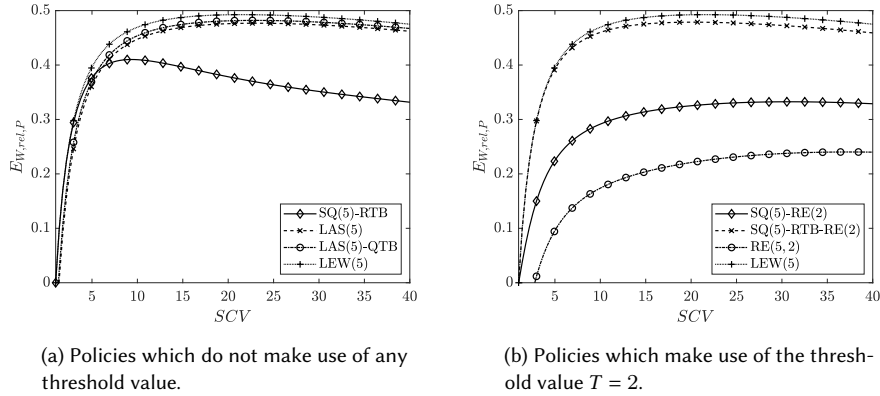 0.5
0.4
0.3
0.2
0.1
0
E_{W,rel,P}
5 10 15 20 25 30 35 40
SCV
SQ(5)-RTB
LAS(5)
LAS(5)-QTB
LEW(5)
(a) Policies which do not make use of any
threshold value.
0.5
0.4
0.3
0.2
0.1
0
E_{W,rel,P}
5 10 15 20 25 30 35 40
SCV
SQ(5)-RE(2)
SQ(5)-RTB-RE(2)
RE(5, 2)
LEW(5)
(b) Policies which make use of the thresh-
old value T = 2.